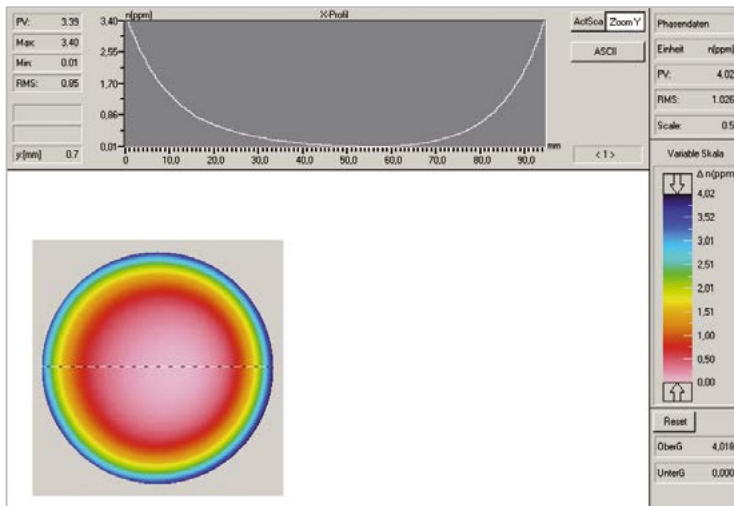 PV: 3.39
Max: 3.40
Min: 0.01
RMS: 0.85
y:[mm] 0.7
n[ppm] X-Profil
3,40
2,55
1,70
0,86
0,01
0 10,0 20,0 30,0 40,0 50,0 60,0 70,0 80,0 90,0 mm
ActSca Zoom Y
ASCII
< 1 >
Phasendaten
Einheit n(ppm)
PV: 4.02
RMS: 1.026
Scale: 0.5
Variable Skala
Δ n(ppm
4,02
3,52
3,01
2,51
2,01
1,51
1,00
0,50
0,00
Reset
OberG 4,018
UnterG 0,000